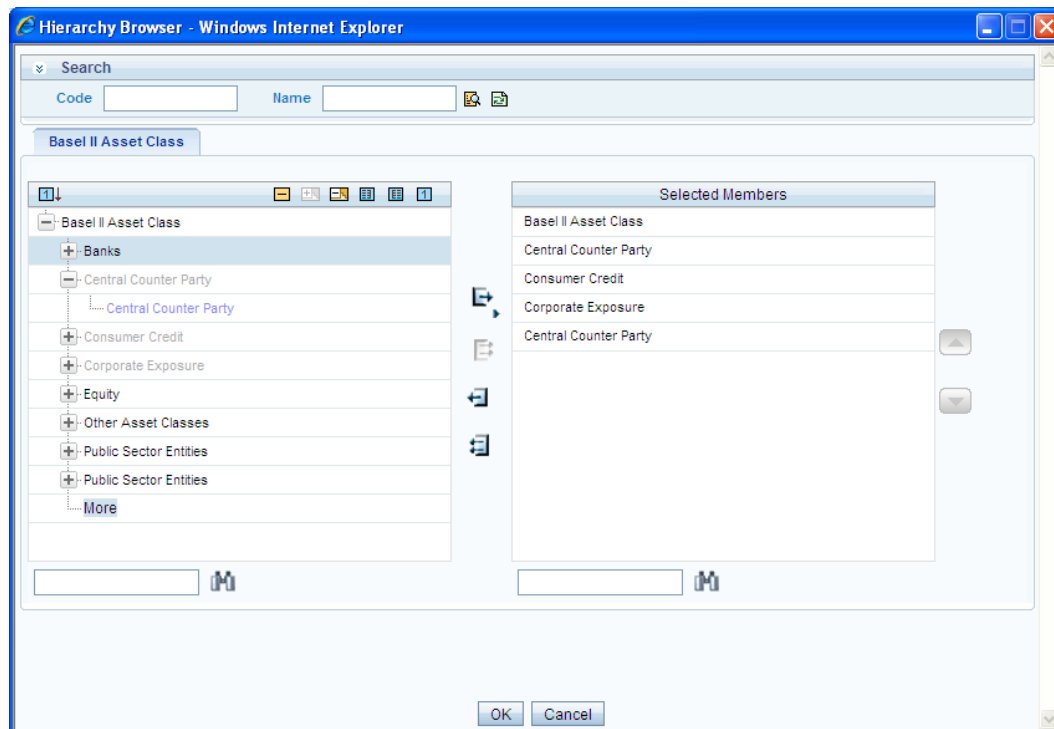 Hierarchy Browser - Windows Internet Explorer
Search
Code Name
Basel II Asset Class
1 1
Basel II Asset Class
Banks
Central Counter Party
Central Counter Party
Consumer Credit
Corporate Exposure
Equity
Other Asset Classes
Public Sector Entities
Public Sector Entities
More
Selected Members
Basel II Asset Class
Central Counter Party
Consumer Credit
Corporate Exposure
Central Counter Party
OK Cancel